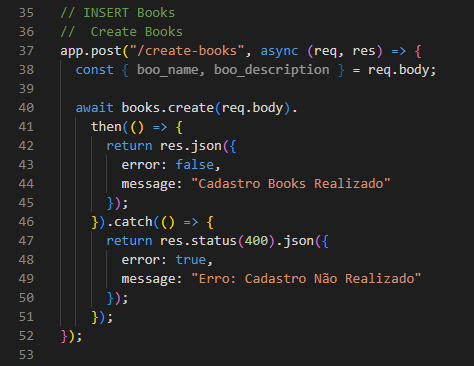 35 // INSERT Books
36 //  Create Books
37 app.post("/create-books", async (req, res) => {
38   const { boo_name, boo_description } = req.body;
39
40   await books.create(req.body).
41     then(() => {
42       return res.json({
43         error: false,
44         message: "Cadastro Books Realizado"
45       });
46     }).catch(() => {
47       return res.status(400).json({
48         error: true,
49         message: "Erro: Cadastro Não Realizado"
50       });
51     });
52 });
53